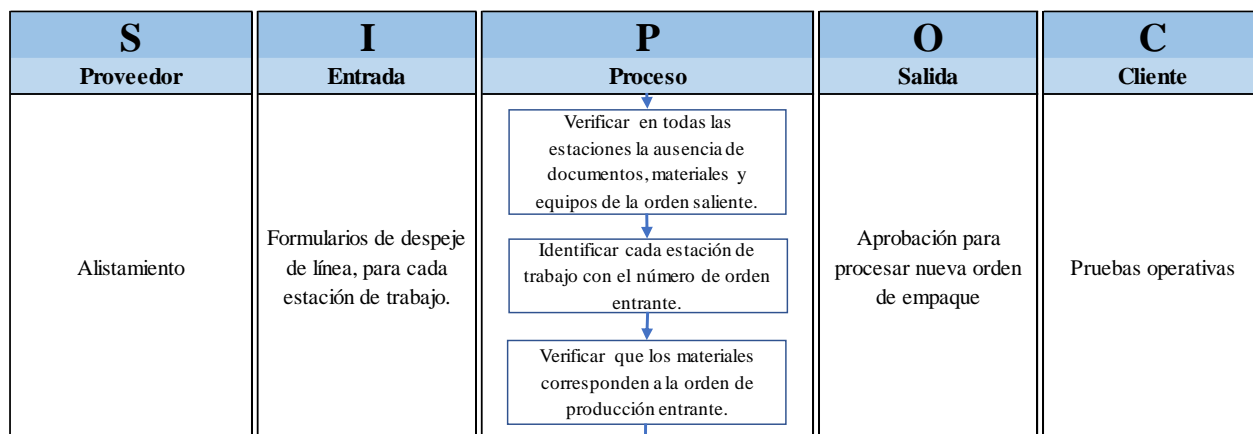 S
I
P
O
C
Proveedor
Entrada
Proceso
Salida
Cliente
Alistamiento
Formularios de despeje
de línea, para cada
estación de trabajo.
Verificar en todas las
estaciones la ausencia de
documentos, materiales y
equipos de la orden saliente.
Identificar cada estación de
trabajo con el número de orden
entrante.
Verificar que los materiales
corresponden a la orden de
producción entrante.
Aprobación para
procesar nueva orden
de empaque
Pruebas operativas